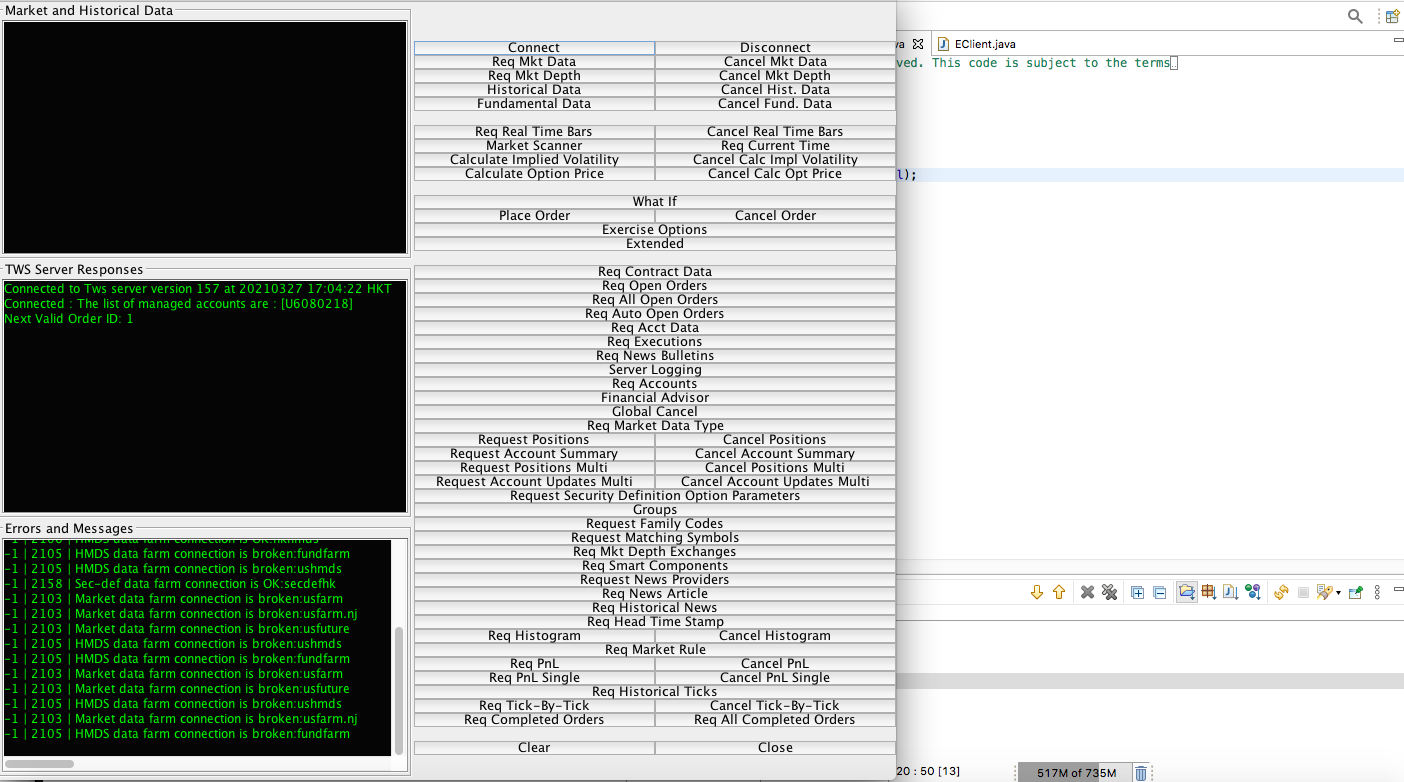 Market and Historical Data
TWS Server Responses
Connected to Tws server version 157 at 20210327 17:04:22 HKT
Connected : The list of managed accounts are : [U6080218]
Next Valid Order ID: 1
Errors and Messages
-1 | 2105 | HMDS data farm connection is broken:fundfarm
-1 | 2105 | HMDS data farm connection is broken:ushmds
-1 | 2158 | Sec-def data farm connection is OK:secdefhk
-1 | 2103 | Market data farm connection is broken:usfarm
-1 | 2103 | Market data farm connection is broken:usfarm.nj
-1 | 2103 | Market data farm connection is broken:usfuture
-1 | 2105 | HMDS data farm connection is broken:ushmds
-1 | 2105 | HMDS data farm connection is broken:fundfarm
-1 | 2103 | Market data farm connection is broken:usfarm
-1 | 2103 | Market data farm connection is broken:usfuture
-1 | 2105 | HMDS data farm connection is broken:ushmds
-1 | 2103 | Market data farm connection is broken:usfarm.nj
-1 | 2105 | HMDS data farm connection is broken:fundfarm
Connect Disconnect
Req Mkt Data Cancel Mkt Data
Req Mkt Depth Cancel Mkt Depth
Historical Data Cancel Hist. Data
Fundamental Data Cancel Fund. Data
Req Real Time Bars Cancel Real Time Bars
Market Scanner Req Current Time
Calculate Implied Volatility Cancel Calc Impl Volatility
Calculate Option Price Cancel Calc Opt Price
What If
Place Order Cancel Order
Exercise Options
Extended
Req Contract Data
Req Open Orders
Req All Open Orders
Req Auto Open Orders
Req Acct Data
Req Executions
Req News Bulletins
Server Logging
Req Accounts
Financial Advisor
Global Cancel
Req Market Data Type
Request Positions Cancel Positions
Request Account Summary Cancel Account Summary
Request Positions Multi Cancel Positions Multi
Request Account Updates Multi Cancel Account Updates Multi
Request Security Definition Option Parameters
Groups
Request Family Codes
Request Matching Symbols
Req Mkt Depth Exchanges
Req Smart Components
Request News Providers
Req News Article
Req Historical News
Req Head Time Stamp
Req Histogram Cancel Histogram
Req Market Rule
Req PnL Cancel PnL
Req PnL Single Cancel PnL Single
Req Historical Ticks
Req Tick-By-Tick Cancel Tick-By-Tick
Req Completed Orders Req All Completed Orders
Clear Close
va EClient.java
ved. This code is subject to the terms
l);
20 : 50 [13] 517M of 735M